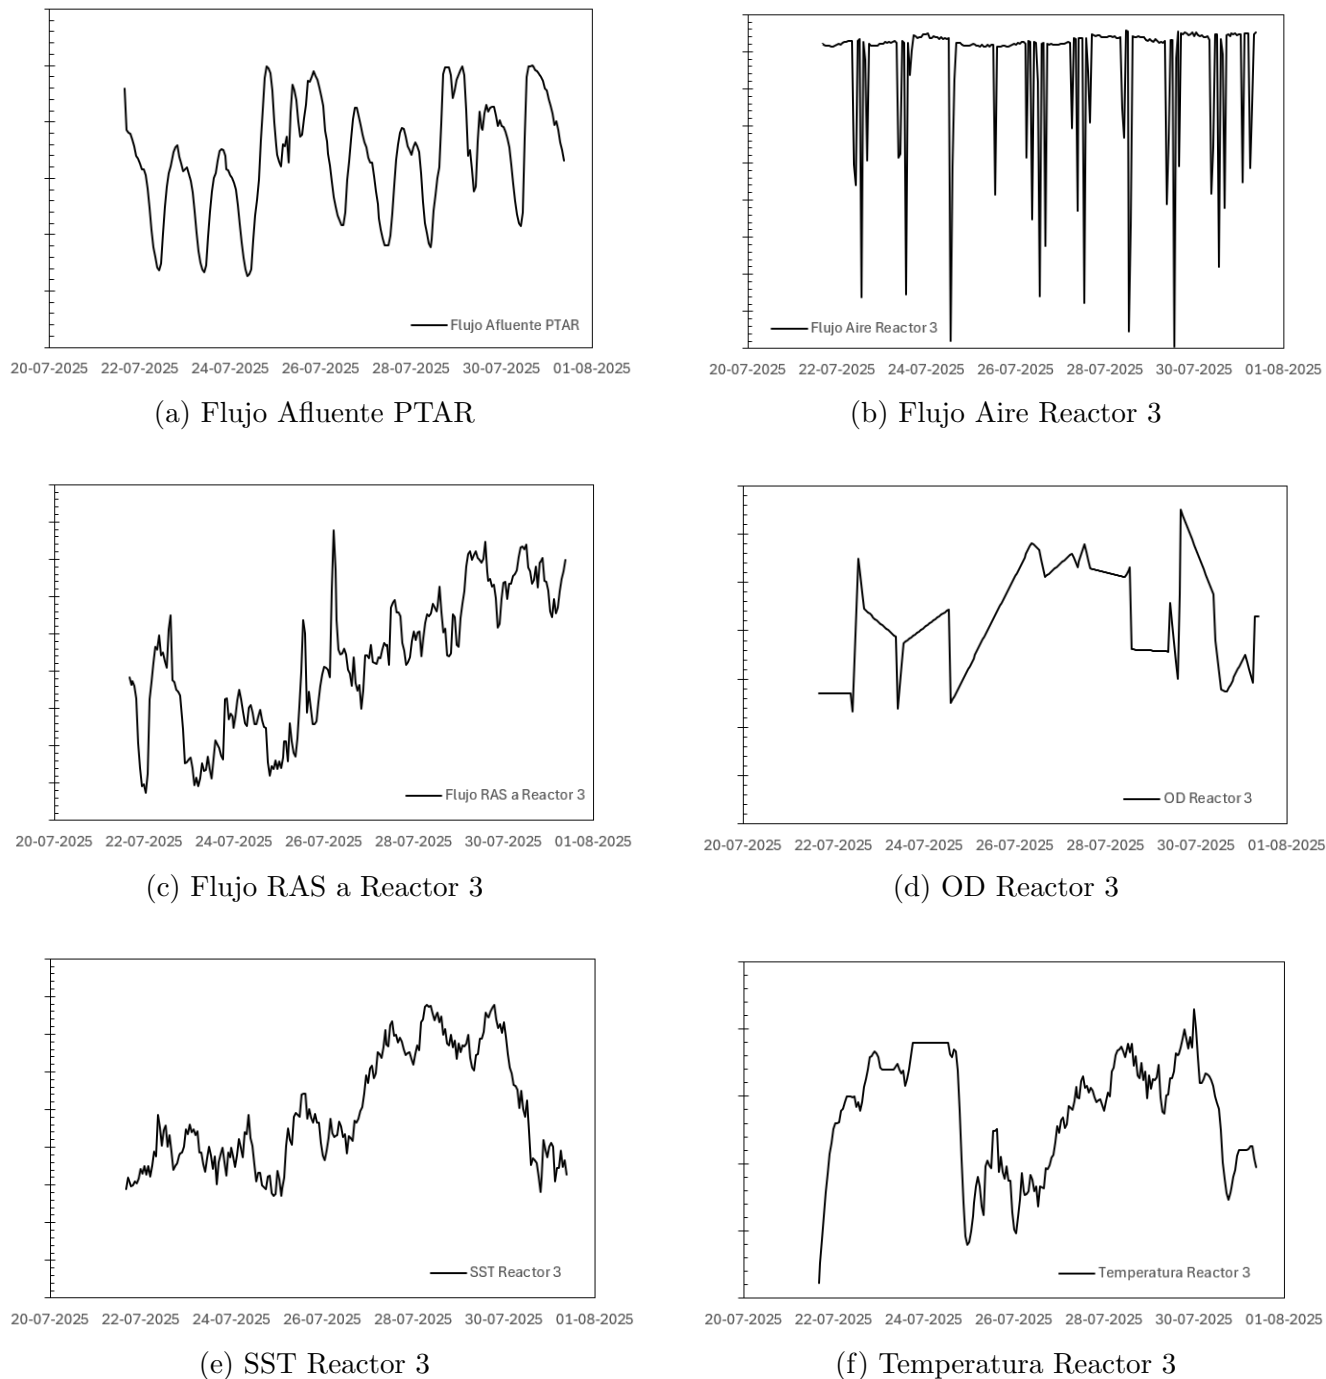 Flujo Afluente PTAR
20-07-2025 22-07-2025 24-07-2025 26-07-2025 28-07-2025 30-07-2025 01-08-2025
(a) Flujo Afluente PTAR
Flujo Aire Reactor 3
20-07-2025 22-07-2025 24-07-2025 26-07-2025 28-07-2025 30-07-2025 01-08-2025
(b) Flujo Aire Reactor 3
Flujo RAS a Reactor 3
20-07-2025 22-07-2025 24-07-2025 26-07-2025 28-07-2025 30-07-2025 01-08-2025
(c) Flujo RAS a Reactor 3
OD Reactor 3
20-07-2025 22-07-2025 24-07-2025 26-07-2025 28-07-2025 30-07-2025 01-08-2025
(d) OD Reactor 3
SST Reactor 3
20-07-2025 22-07-2025 24-07-2025 26-07-2025 28-07-2025 30-07-2025 01-08-2025
(e) SST Reactor 3
Temperatura Reactor 3
20-07-2025 22-07-2025 24-07-2025 26-07-2025 28-07-2025 30-07-2025 01-08-2025
(f) Temperatura Reactor 3